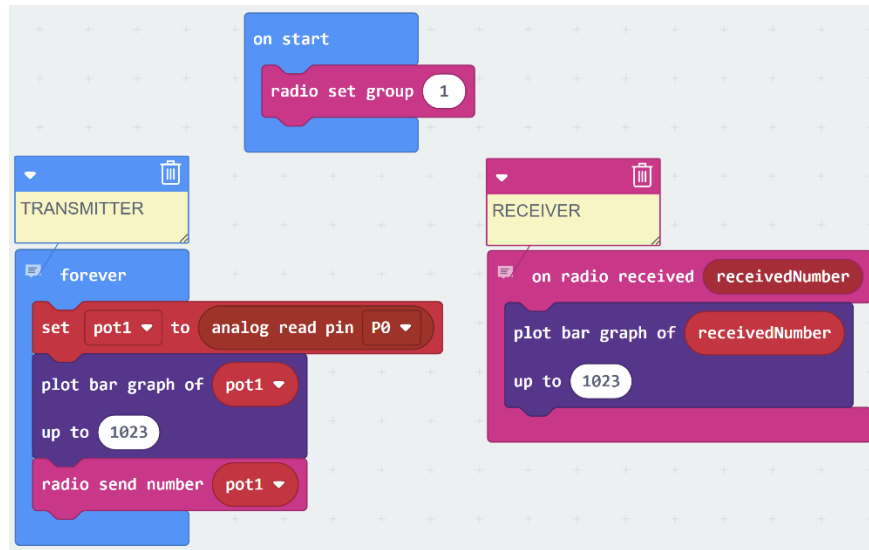 on start
radio set group 1
TRANSMITTER
forever
set pot1 to analog read pin P0
plot bar graph of pot1
up to 1023
radio send number pot1
RECEIVER
on radio received receivedNumber
plot bar graph of receivedNumber
up to 1023